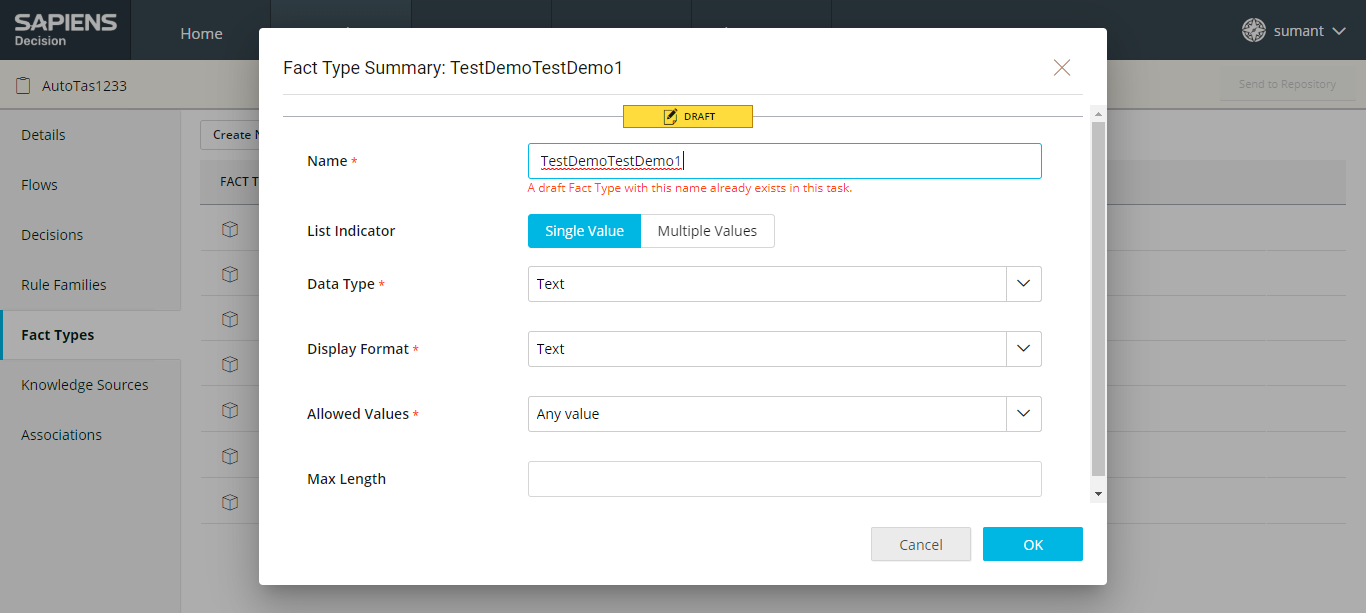 SAPIENS
Decision
Home
sumant
AutoTas1233
Send to Repository
Details
Flows
Decisions
Rule Families
Fact Types
Knowledge Sources
Associations
Create
FACT
Fact Type Summary: TestDemoTestDemo1
DRAFT
Name *
TestDemoTestDemo1
A draft Fact Type with this name already exists in this task.
List Indicator
Single Value
Multiple Values
Data Type *
Text
Display Format *
Text
Allowed Values *
Any value
Max Length
Cancel
OK